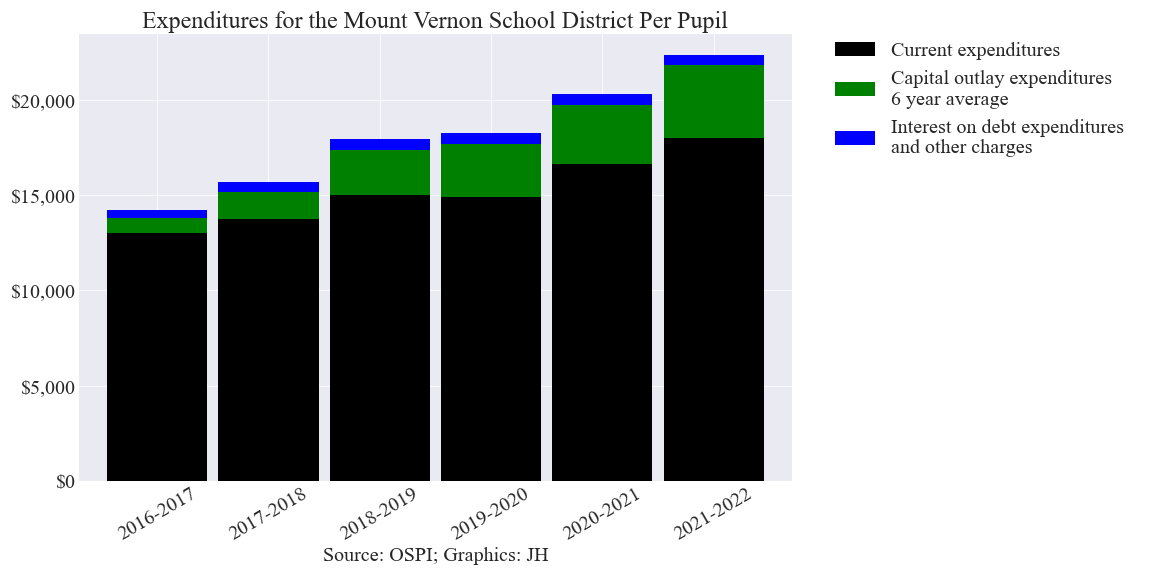 Expenditures for the Mount Vernon School District Per Pupil
Current expenditures
Capital outlay expenditures
6 year average
Interest on debt expenditures
and other charges
$20,000
$15,000
$10,000
$5,000
$0
2016-2017
2017-2018
2018-2019
2019-2020
2020-2021
2021-2022
Source: OSPI; Graphics: JH